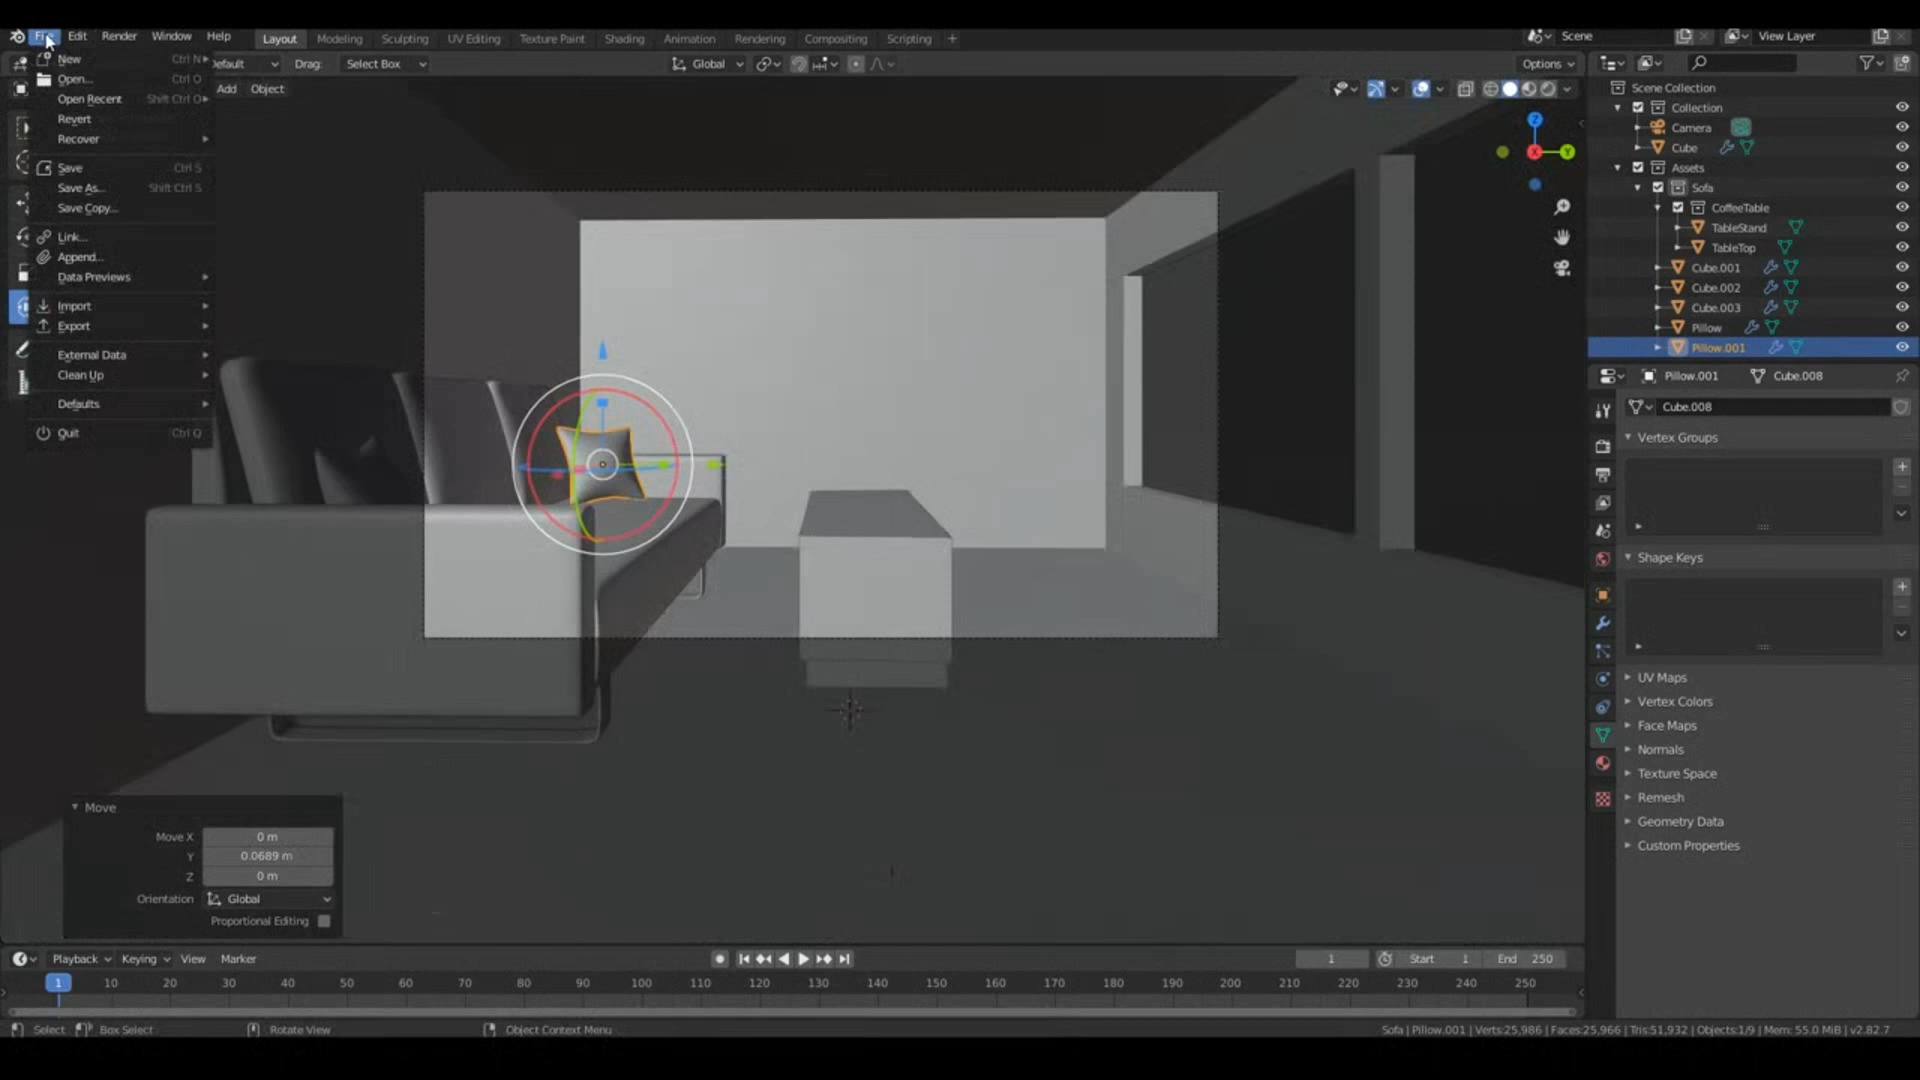 File Edit Render Window Help Layout Modeling Sculpting UV Editing Texture Paint Shading Animation Rendering Compositing Scripting + Scene View Layer
New Ctrl N
Open... Ctrl O
Open Recent Shift Ctrl O
Revert
Recover
Save Ctrl S
Save As... Shift Ctrl S
Save Copy...
Link...
Append...
Data Previews
Import
Export
External Data
Clean Up
Defaults
Quit Ctrl Q
Default Drag: Select Box Global Options
Add Object
Z
X
Y
Scene Collection
Collection
Camera
Cube
Assets
Sofa
CoffeeTable
TableStand
TableTop
Cube.001
Cube.002
Cube.003
Pillow
Pillow.001
Pillow.001 Cube.008
Cube.008
Vertex Groups
Shape Keys
UV Maps
Vertex Colors
Face Maps
Normals
Texture Space
Remesh
Geometry Data
Custom Properties
Move
Move X 0 m
Y 0.0689 m
Z 0 m
Orientation Global
Proportional Editing
Playback Keying View Marker 1 Start 1 End 250
1 10 20 30 40 50 60 70 80 90 100 110 120 130 140 150 160 170 180 190 200 210 220 230 240 250
Select Box Select Rotate View Object Context Menu Sofa | Pillow.001 | Verts:25,986 | Faces:25,966 | Tris:51,932 | Objects:1/9 | Mem: 55.0 MiB | v2.82.7